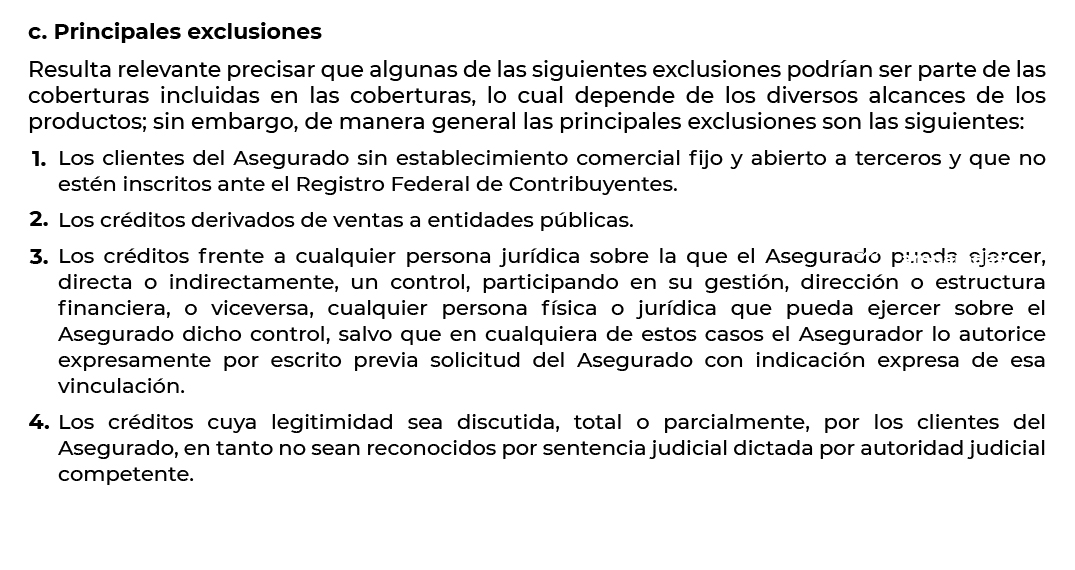 c. Principales exclusiones
Resulta relevante precisar que algunas de las siguientes exclusiones podrían ser parte de las
coberturas incluidas en las coberturas, lo cual depende de los diversos alcances de los
productos; sin embargo, de manera general las principales exclusiones son las siguientes:
1. Los clientes del Asegurado sin establecimiento comercial fijo y abierto a terceros y que no
estén inscritos ante el Registro Federal de Contribuyentes.
2. Los créditos derivados de ventas a entidades públicas.
3. Los créditos frente a cualquier persona jurídica sobre la que el Asegurado pueda ejercer,
directa o indirectamente, un control, participando en su gestión, dirección o estructura
financiera, o viceversa, cualquier persona física o jurídica que pueda ejercer sobre el
Asegurado dicho control, salvo que en cualquiera de estos casos el Asegurador lo autorice
expresamente por escrito previa solicitud del Asegurado con indicación expresa de esa
vinculación.
4. Los créditos cuya legitimidad sea discutida, total o parcialmente, por los clientes del
Asegurado, en tanto no sean reconocidos por sentencia judicial dictada por autoridad judicial
competente.